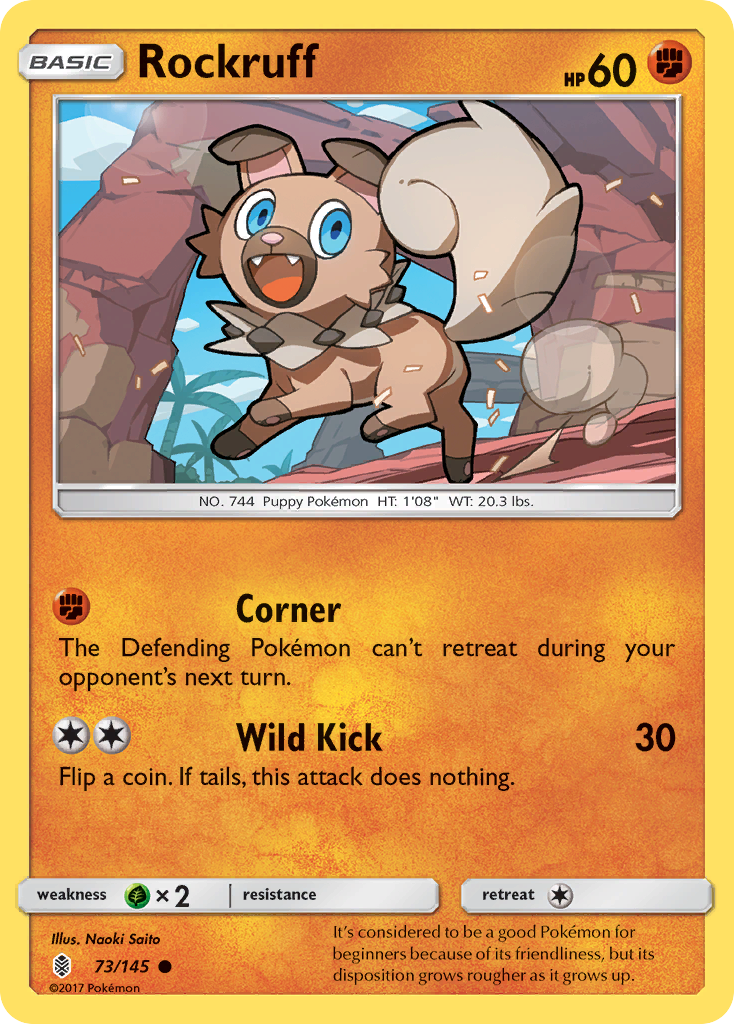 BASIC Rockruff HP 60
NO. 744 Puppy Pokémon HT: 1'08" WT: 20.3 lbs.
Corner
The Defending Pokémon can't retreat during your
opponent's next turn.
Wild Kick 30
Flip a coin. If tails, this attack does nothing.
weakness ×2 resistance retreat
Illus. Naoki Saito
73/145
©2017 Pokémon
It's considered to be a good Pokémon for
beginners because of its friendliness, but its
disposition grows rougher as it grows up.